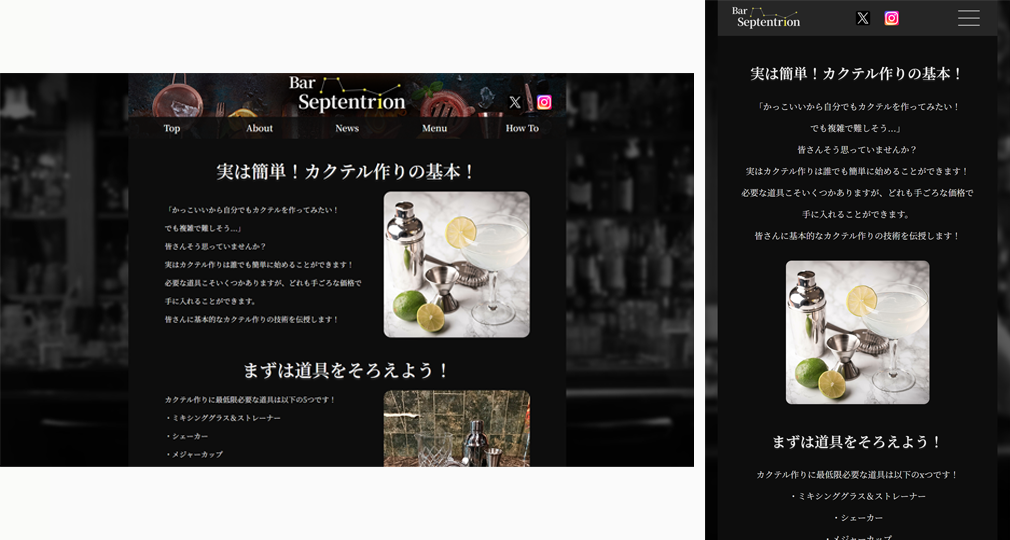 Bar
Septentrion
Top
About
News
Menu
How To
実は簡単！カクテル作りの基本！
「かっこいいから自分でもカクテルを作ってみたい！
でも複雑で難しそう…」
皆さんそう思っていませんか？
実はカクテル作りは誰でも簡単に始めることができます！
必要な道具こそいくつかありますが、どれも手ごろな価格で
手に入れることができます。
皆さんに基本的なカクテル作りの技術を伝授します！
まずは道具をそろえよう！
カクテル作りに最低限必要な道具は以下の5つです！
・ミキシンググラス＆ストレーナー
・シェーカー
・メジャーカップ
Bar
Septentrion
実は簡単！カクテル作りの基本！
「かっこいいから自分でもカクテルを作ってみたい！
でも複雑で難しそう…」
皆さんそう思っていませんか？
実はカクテル作りは誰でも簡単に始めることができます！
必要な道具こそいくつかありますが、どれも手ごろな価格で
手に入れることができます。
皆さんに基本的なカクテル作りの技術を伝授します！
まずは道具をそろえよう！
カクテル作りに最低限必要な道具は以下のxつです！
・ミキシンググラス＆ストレーナー
・シェーカー
・メジャーカップ